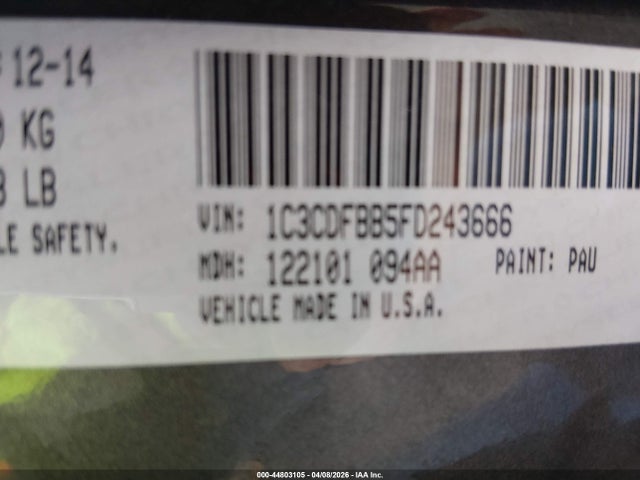 12-14
KG
LB
LE SAFETY.
VIN: 1C3CDFBB5FD243666
MDH: 122101 094AA PAINT: PAU
VEHICLE MADE IN U.S.A.
000-44803105 - 04/08/2026 - IAA Inc.